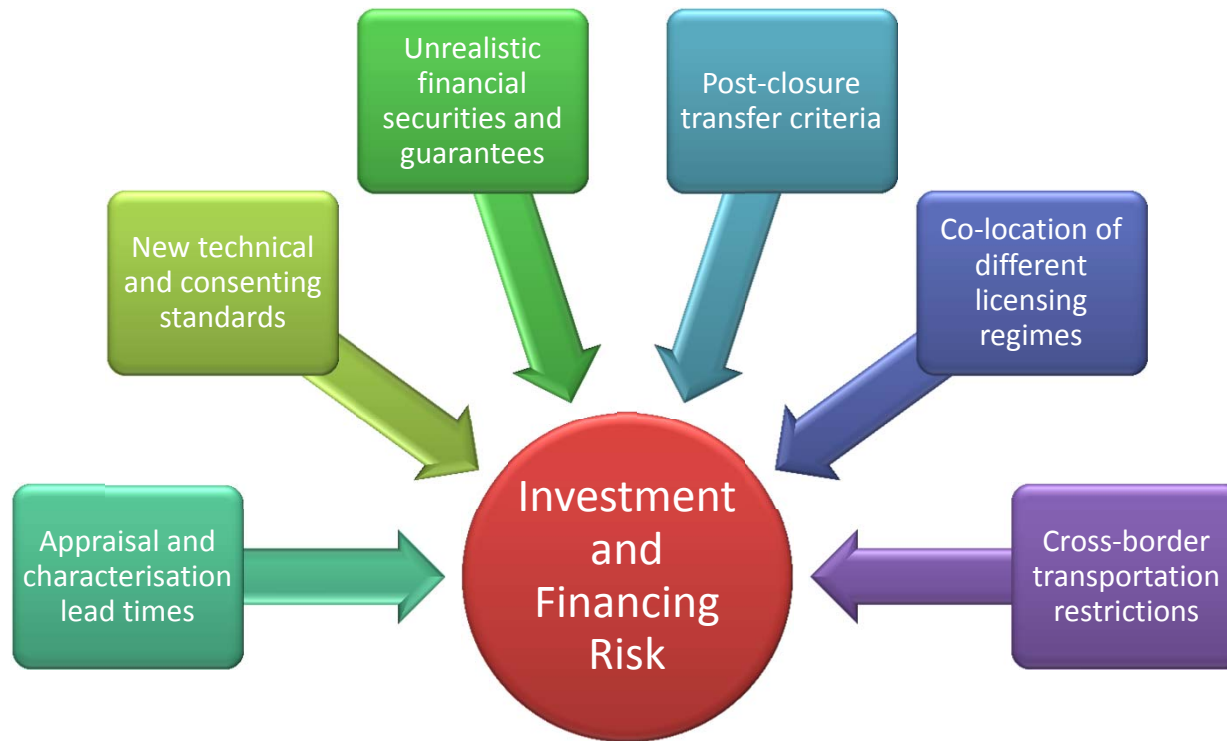 Unrealistic
financial
securities and
guarantees
Post-closure
transfer criteria
New technical
and consenting
standards
Co-location of
different
licensing
regimes
Appraisal and
characterisation
lead times
Investment
and
Financing
Risk
Cross-border
transportation
restrictions